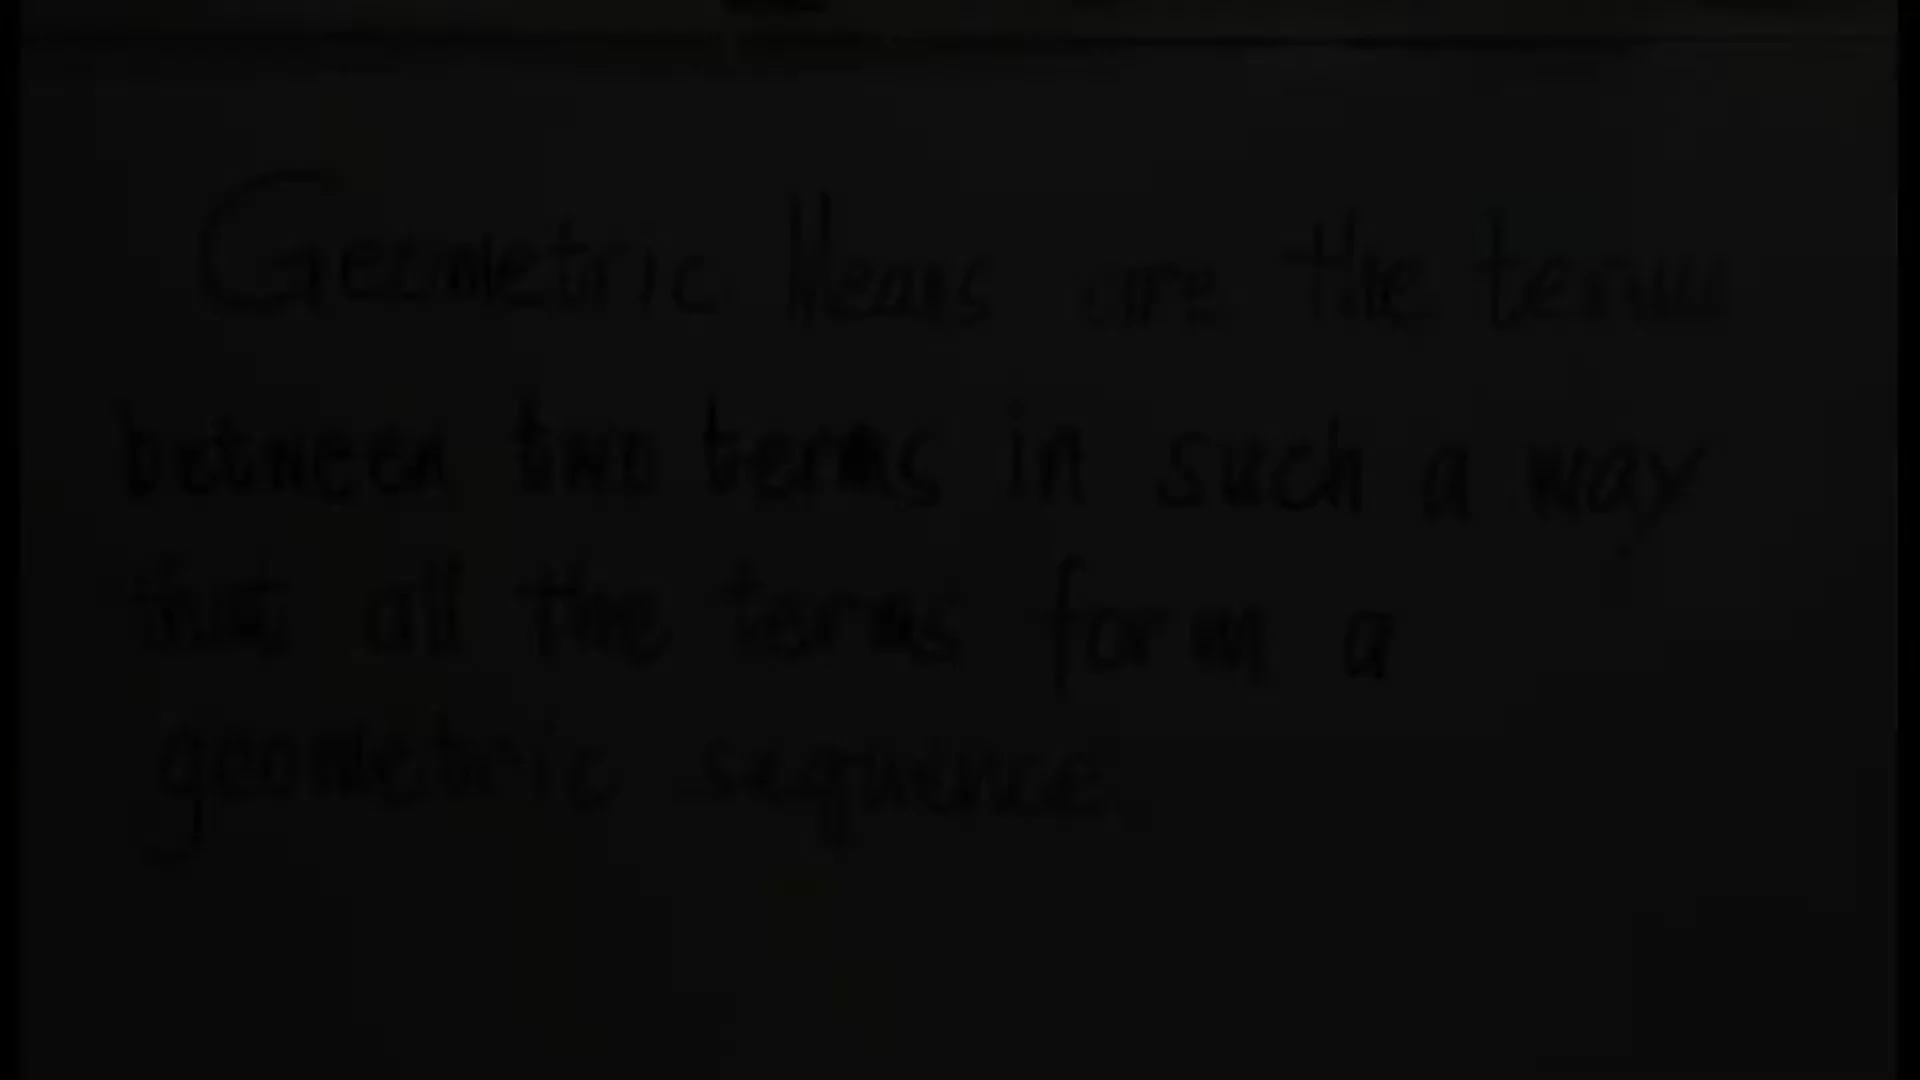 Geometric Means are the terms
between two terms in such a way
that all the terms form a
geometric sequence.